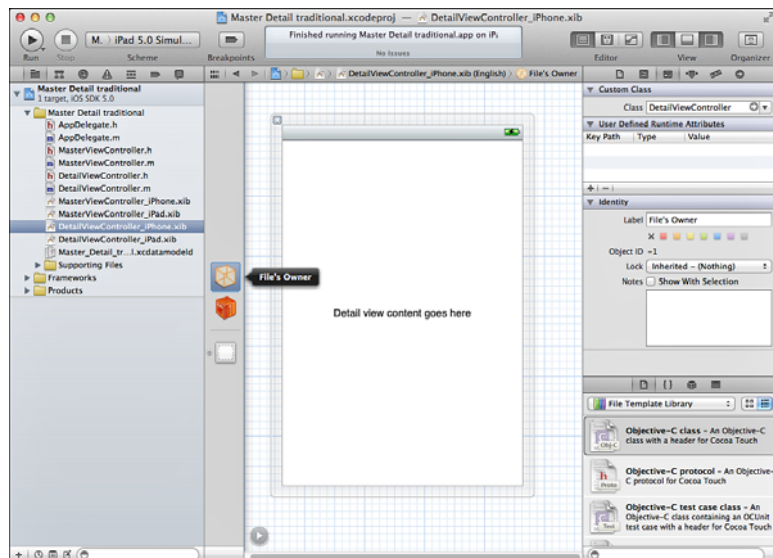 Master Detail traditional.xcodeproj — DetailViewController_iPhone.xib
M. › iPad 5.0 Simul...
Finished running Master Detail traditional.app on iPa
No Issues
Run Stop Scheme Breakpoints Editor View Organizer
DetailViewController_iPhone.xib (English) › File's Owner
Master Detail traditional
1 target, iOS SDK 5.0
Master Detail traditional
AppDelegate.h
AppDelegate.m
MasterViewController.h
MasterViewController.m
DetailViewController.h
DetailViewController.m
MasterViewController_iPhone.xib
MasterViewController_iPad.xib
DetailViewController_iPhone.xib
DetailViewController_iPad.xib
Master_Detail_tr...l.xcdatamodeld
Supporting Files
Frameworks
Products
File's Owner
Detail view content goes here
Custom Class
Class DetailViewController
User Defined Runtime Attributes
Key Path Type Value
Identity
Label File's Owner
Object ID -1
Lock Inherited - (Nothing)
Notes Show With Selection
File Template Library
Obj-C
Objective-C class - An Objective-C
class with a header for Cocoa Touch
Proto
Objective-C protocol - An Objective-
C protocol for Cocoa Touch
Test
Objective-C test case class - An
Objective-C class containing an OCUnit
test case with a header for Cocoa Touch